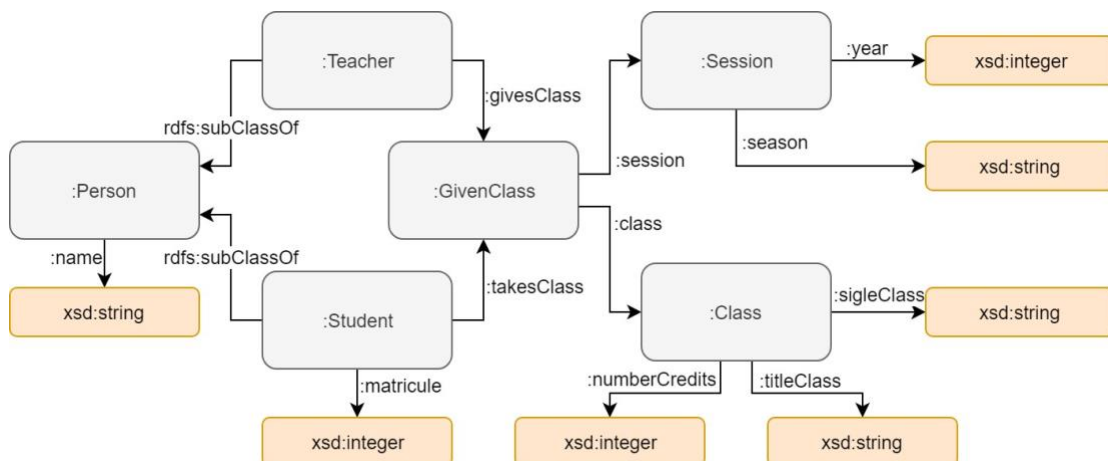 :Teacher
:Session
:year
xsd:integer
:givesClass
rdfs:subClassOf
:season
:session
xsd:string
:Person
:GivenClass
:class
:name
rdfs:subClassOf
:takesClass
:sigleClass
xsd:string
:Student
:Class
xsd:string
:matricule
:numberCredits
:titleClass
xsd:integer
xsd:integer
xsd:string